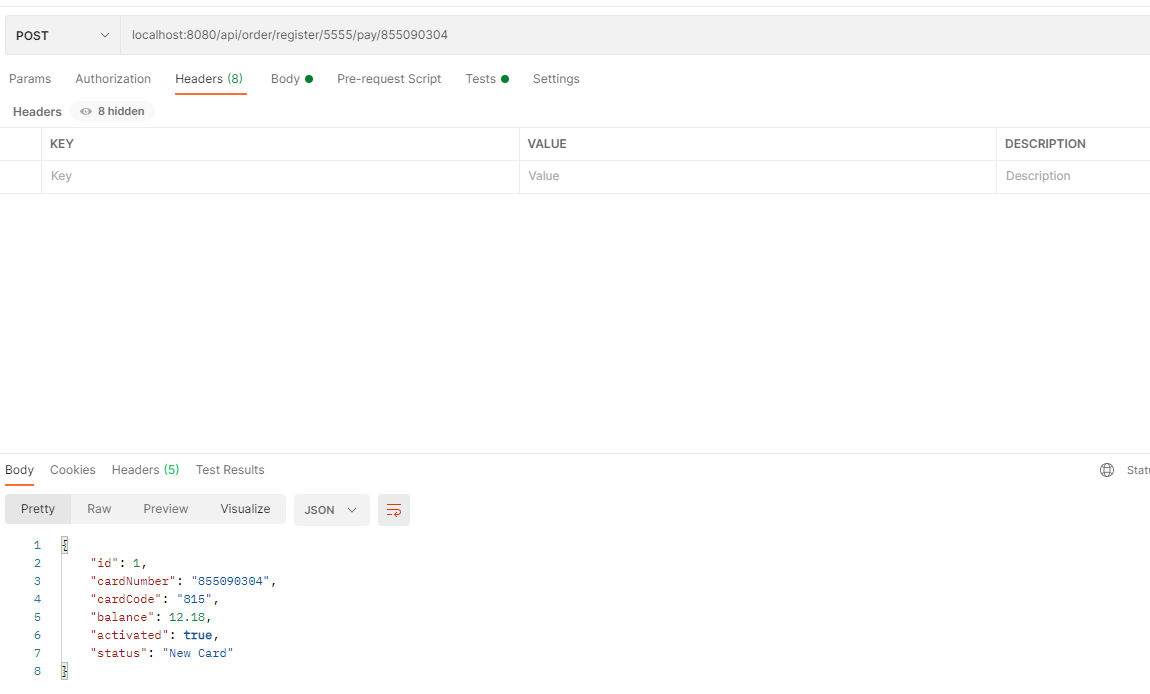 POST localhost:8080/api/order/register/5555/pay/855090304
Params Authorization Headers (8) Body Pre-request Script Tests Settings
Headers 8 hidden
KEY VALUE DESCRIPTION
Key Value Description
Body Cookies Headers (5) Test Results Statu
Pretty Raw Preview Visualize JSON
1 {
2 "id": 1,
3 "cardNumber": "855090304",
4 "cardCode": "815",
5 "balance": 12.18,
6 "activated": true,
7 "status": "New Card"
8 }